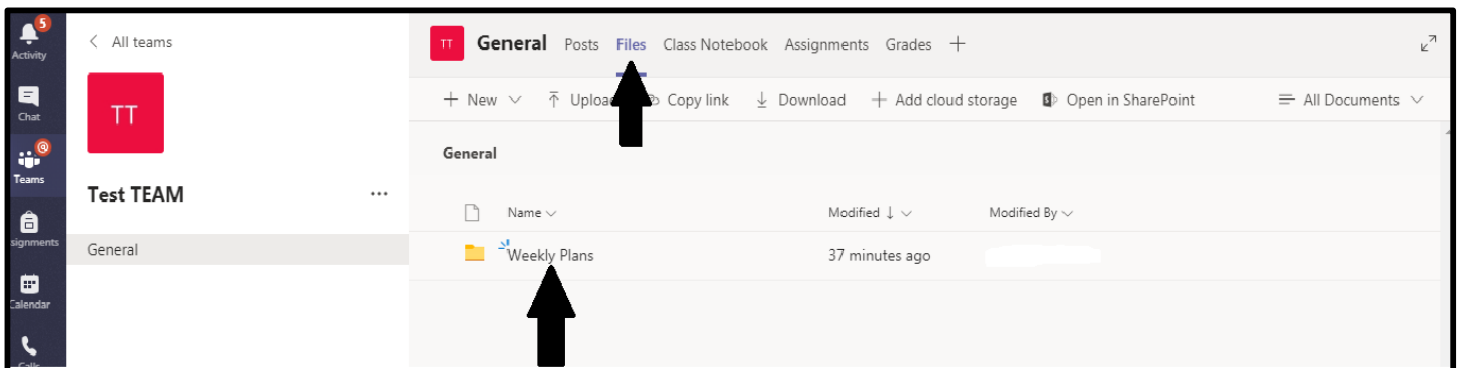 5
Activity
Chat
@
Teams
signments
Calendar
Calls
All teams
TT
Test TEAM ...
General
TT General Posts Files Class Notebook Assignments Grades +
+ New Uploa Copy link Download + Add cloud storage Open in SharePoint All Documents
General
Name Modified ↓ Modified By
Weekly Plans 37 minutes ago